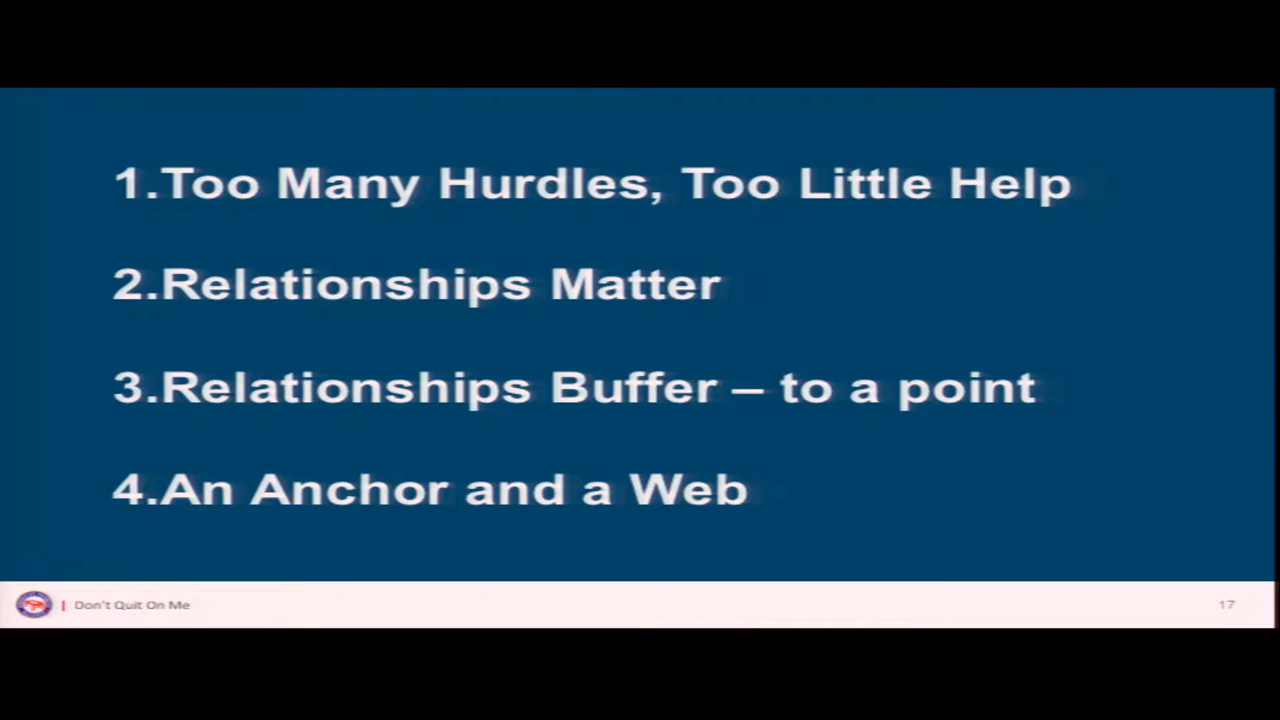 1.Too Many Hurdles, Too Little Help
2.Relationships Matter
3.Relationships Buffer – to a point
4.An Anchor and a Web
Don't Quit On Me
17